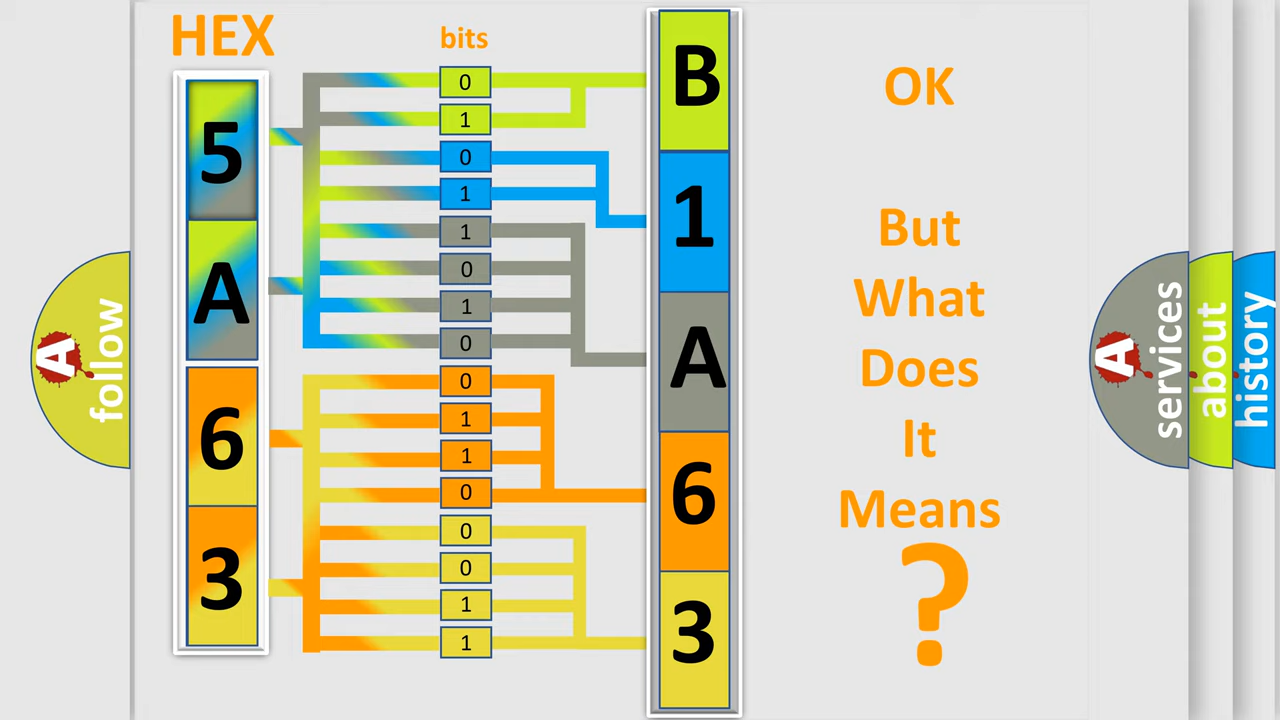 HEX
bits
5
A
6
3
0
1
0
1
1
0
1
0
0
1
1
0
0
0
1
1
B
1
A
6
3
OK
But
What
Does
It
Means
?
A
follow
A
services
about
history